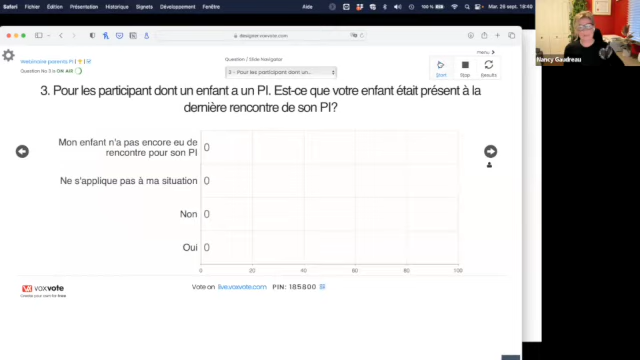 Safari Fichier Édition Présentation Historique Signets Développement Fenêtre Aide 100 % Mar. 29 sept. 18:49
designer.voxvote.com
Webinaire parents PI
Question No 3 is ON AIR
Question / Slide Navigator
3 - Pour les participant dont un...
menu
Start Stop Results
Nancy Gaudreau
3. Pour les participant dont un enfant a un PI. Est-ce que votre enfant était présent à la
dernière rencontre de son PI?
Mon enfant n'a pas encore eu de
rencontre pour son PI
0
Ne s'applique pas à ma situation 0
Non 0
Oui 0
0 20 40 60 80 100
voxvote
Create your own for free
Vote on live.voxvote.com PIN: 185800